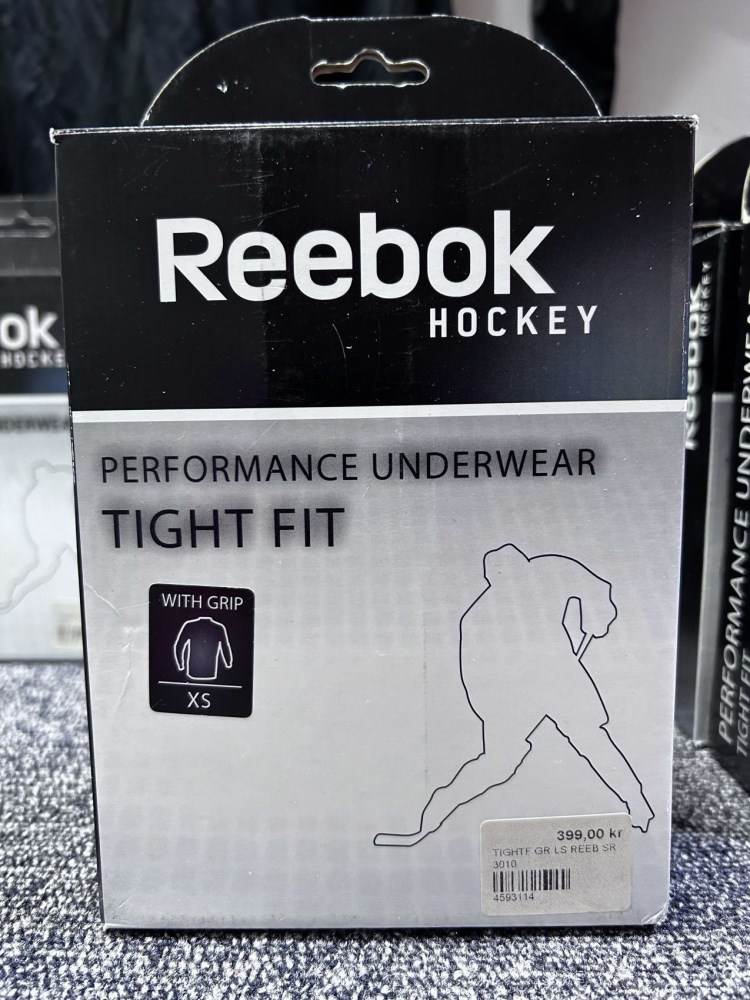 Reebok
HOCKEY
PERFORMANCE UNDERWEAR
TIGHT FIT
WITH GRIP
XS
399,00 kr
TIGHTF GR LS REEB SR
3010
4593114
ok
HOCKE
Reebok
HOCKEY
PERFORMANCE UNDERWEA
TIGHT FIT